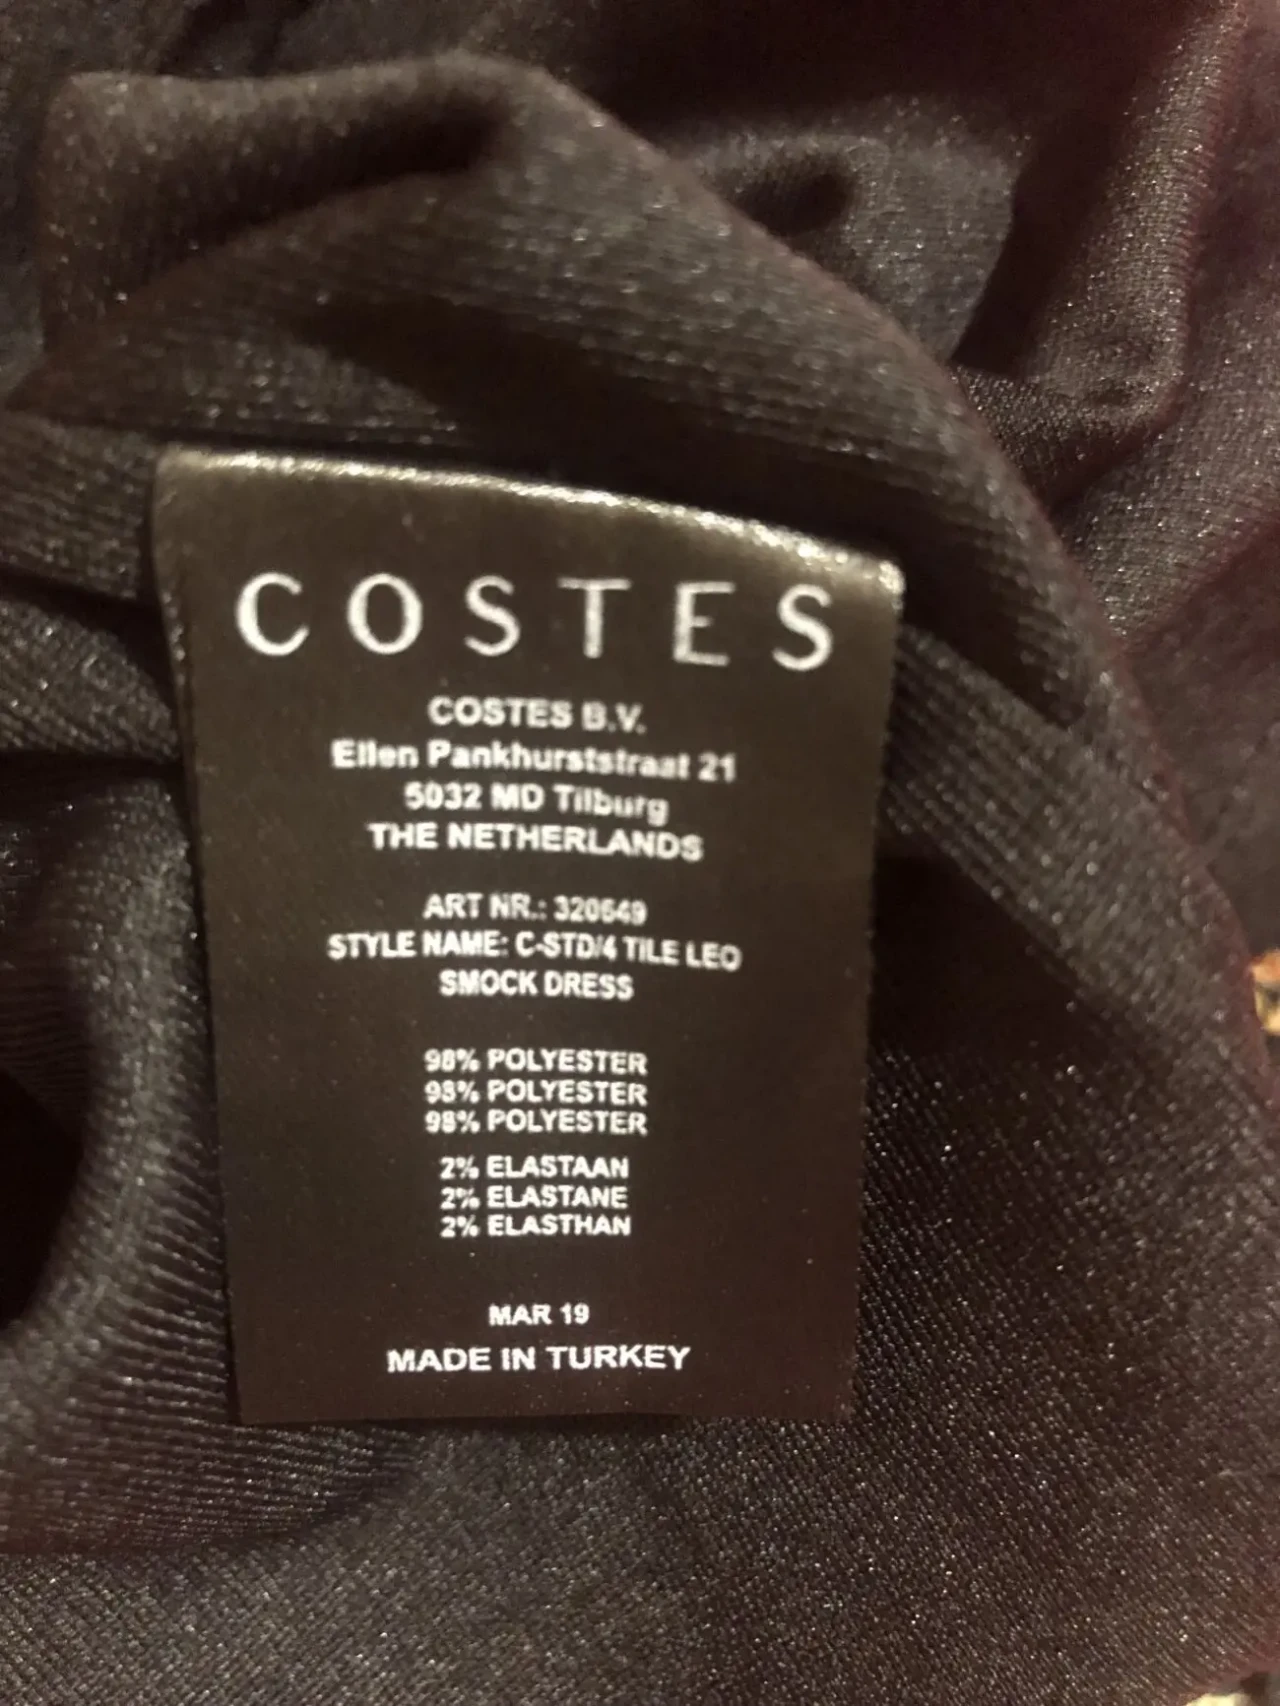 COSTES
COSTES B.V.
Ellen Pankhurststraat 21
5032 MD Tilburg
THE NETHERLANDS
ART NR.: 320649
STYLE NAME: C-STD/4 TILE LEO
SMOCK DRESS
98% POLYESTER
98% POLYESTER
98% POLYESTER
2% ELASTAAN
2% ELASTANE
2% ELASTHAN
MAR 19
MADE IN TURKEY